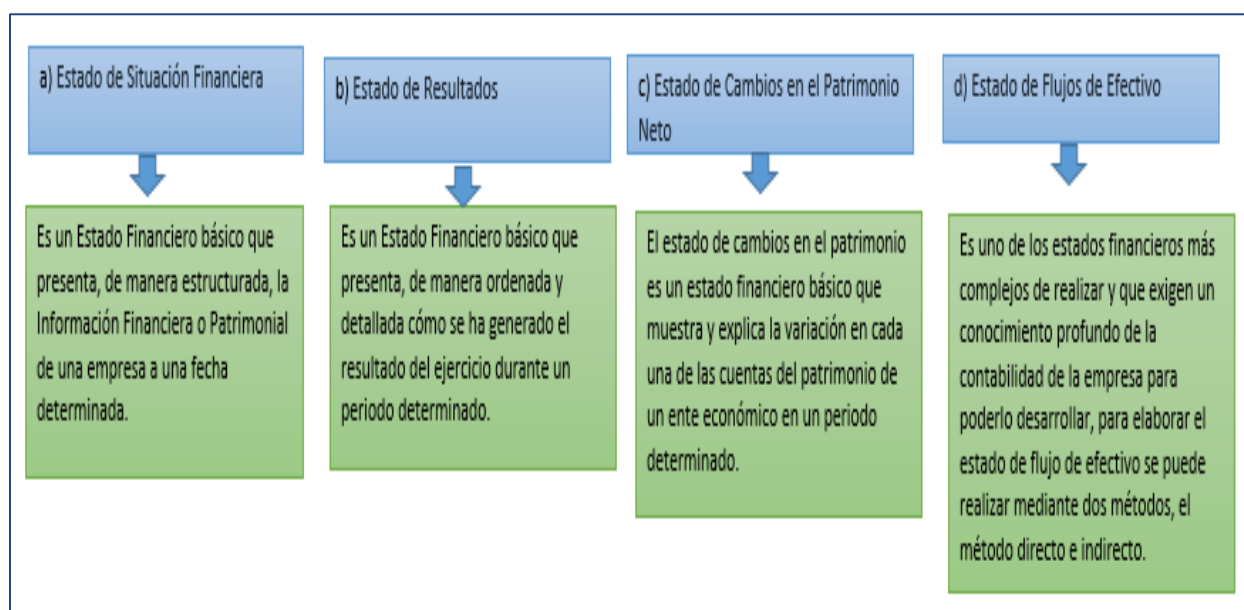 a) Estado de Situación Financiera
Es un Estado Financiero básico que
presenta, de manera estructurada, la
Información Financiera o Patrimonial
de una empresa a una fecha
determinada.
b) Estado de Resultados
Es un Estado Financiero básico que
presenta, de manera ordenada y
detallada cómo se ha generado el
resultado del ejercicio durante un
periodo determinado.
c) Estado de Cambios en el Patrimonio
Neto
El estado de cambios en el patrimonio
es un estado financiero básico que
muestra y explica la variación en cada
una de las cuentas del patrimonio de
un ente económico en un periodo
determinado.
d) Estado de Flujos de Efectivo
Es uno de los estados financieros más
complejos de realizar y que exigen un
conocimiento profundo de la
contabilidad de la empresa para
poderlo desarrollar, para elaborar el
estado de flujo de efectivo se puede
realizar mediante dos métodos, el
método directo e indirecto.